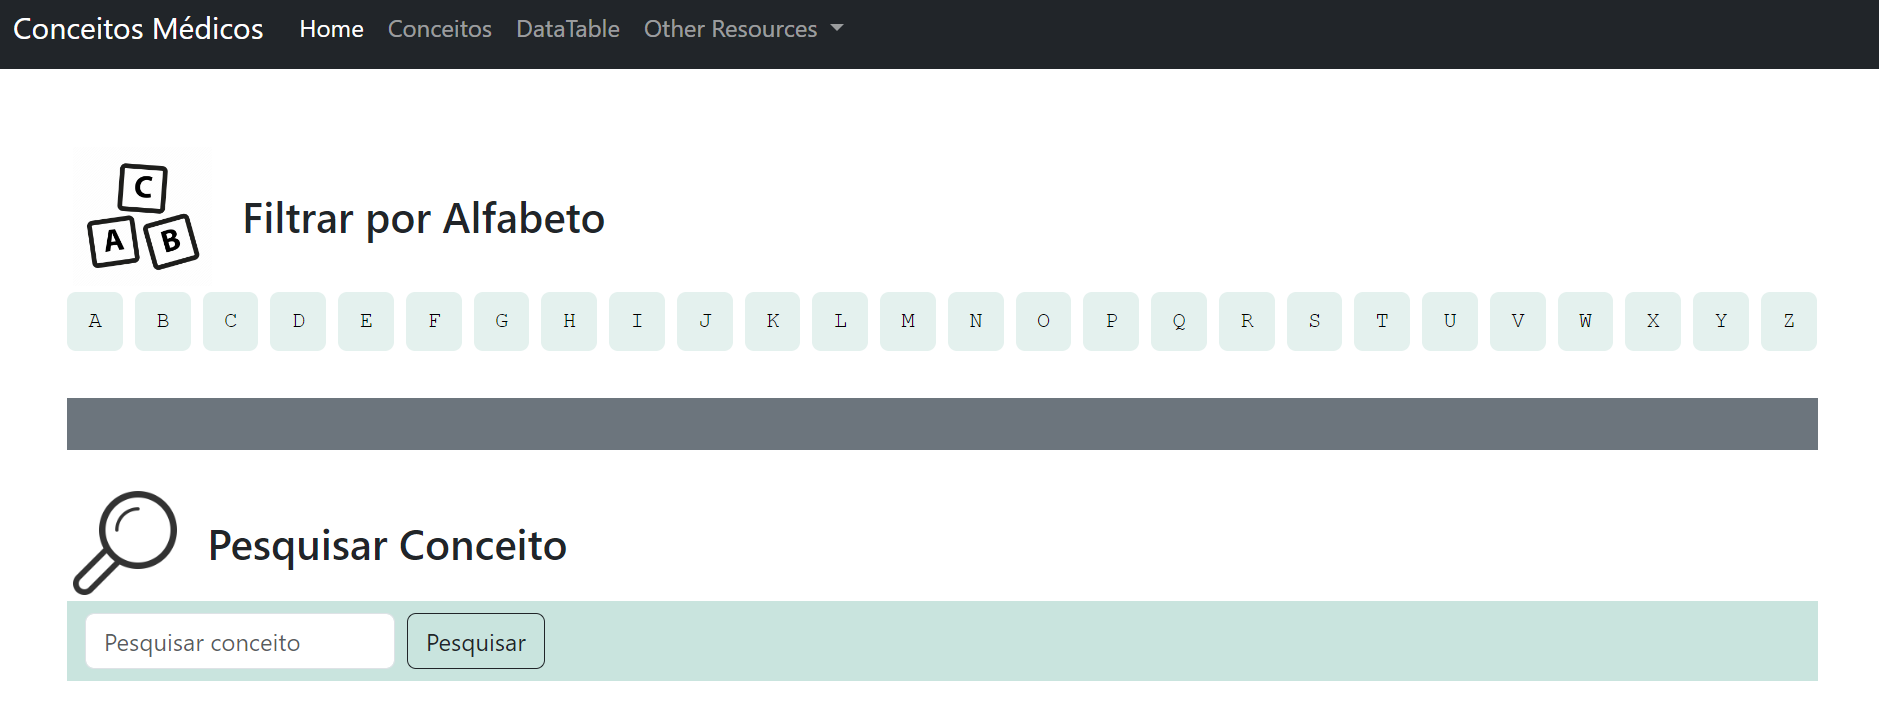 Conceitos Médicos Home Conceitos DataTable Other Resources
C
A B
Filtrar por Alfabeto
A B C D E F G H I J K L M N O P Q R S T U V W X Y Z
Pesquisar Conceito
Pesquisar conceito Pesquisar